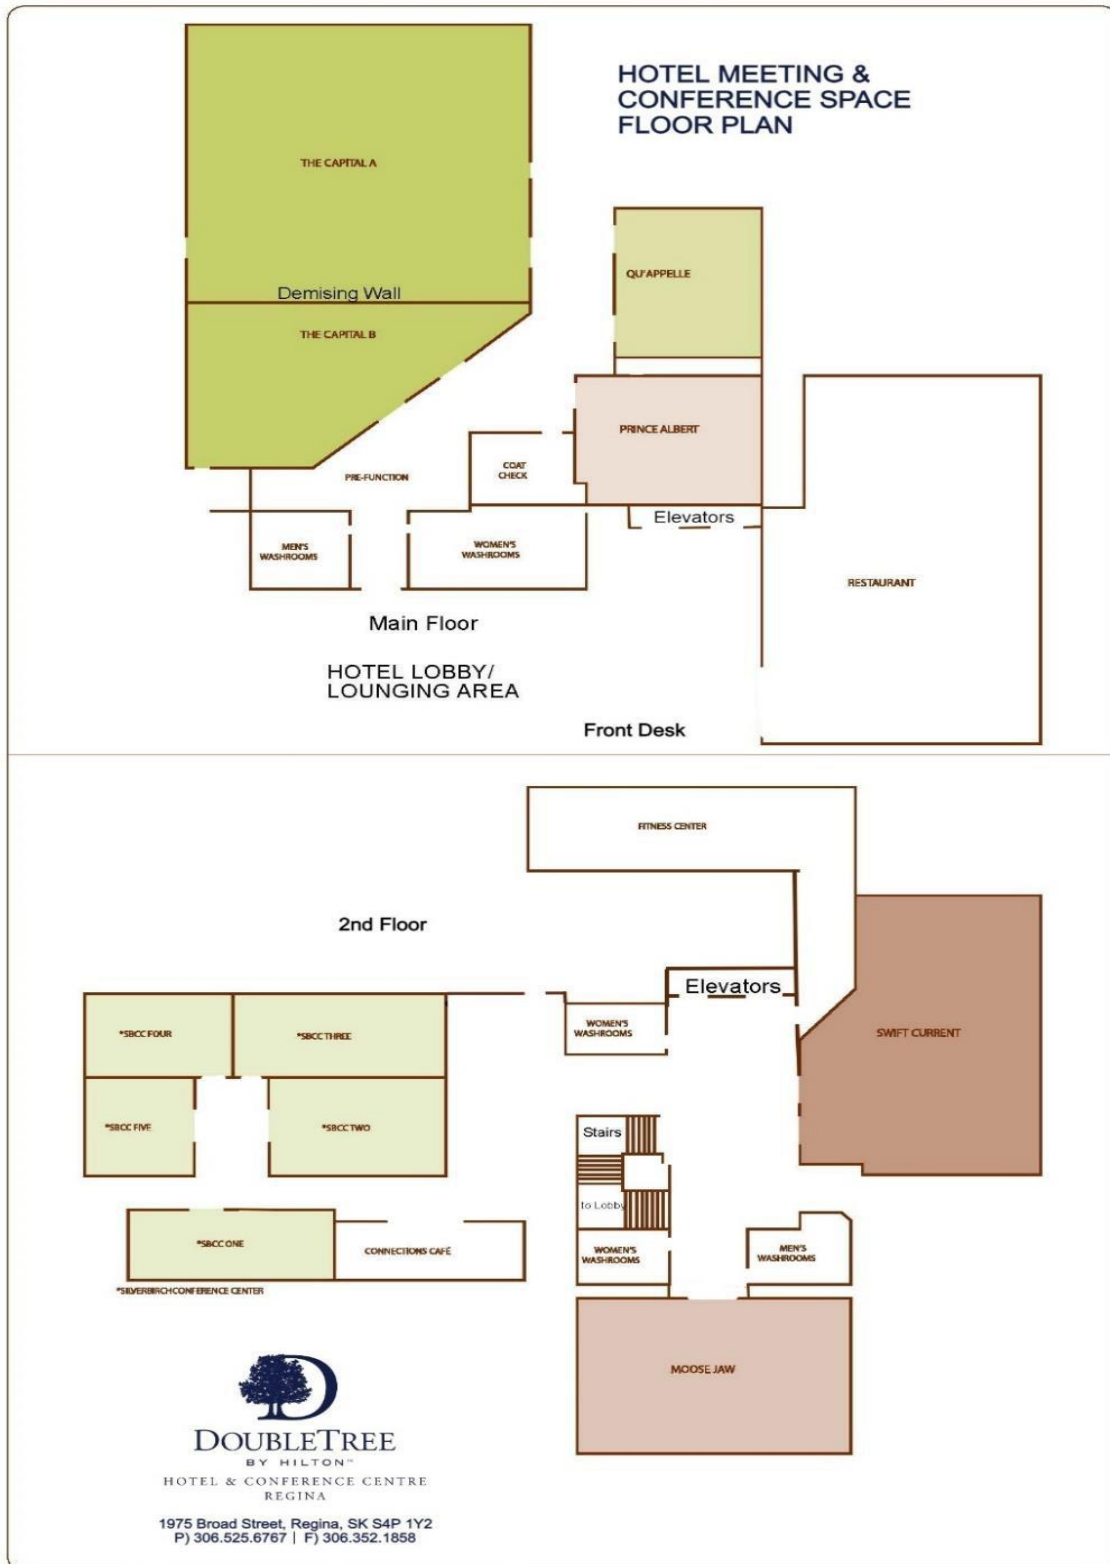 HOTEL MEETING &
CONFERENCE SPACE
FLOOR PLAN
THE CAPITAL A
QU'APPELLE
Demising Wall
THE CAPITAL B
PRINCE ALBERT
COAT
CHECK
PRE-FUNCTION
Elevators
MEN'S
WASHROOMS
WOMEN'S
WASHROOMS
RESTAURANT
Main Floor
HOTEL LOBBY/
LOUNGING AREA
Front Desk
FITNESS CENTER
2nd Floor
Elevators
*SBCC FOUR
*SBCC THREE
WOMEN'S
WASHROOMS
SWIFT CURRENT
*SBCC FIVE
*SBCC TWO
Stairs
to Lobby
*SBCC ONE
CONNECTIONS CAFÉ
WOMEN'S
WASHROOMS
MEN'S
WASHROOMS
*SILVERBIRCH CONFERENCE CENTER
MOOSE JAW
D
DOUBLETREE
BY HILTON™
HOTEL & CONFERENCE CENTRE
REGINA
1975 Broad Street, Regina, SK S4P 1Y2
P) 306.525.6767 | F) 306.352.1858